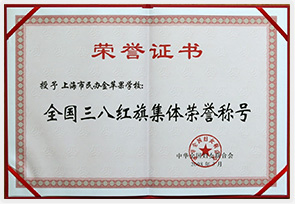 荣誉证书
授予上海市民办金苹果学校:
全国三八红旗集体荣誉称号